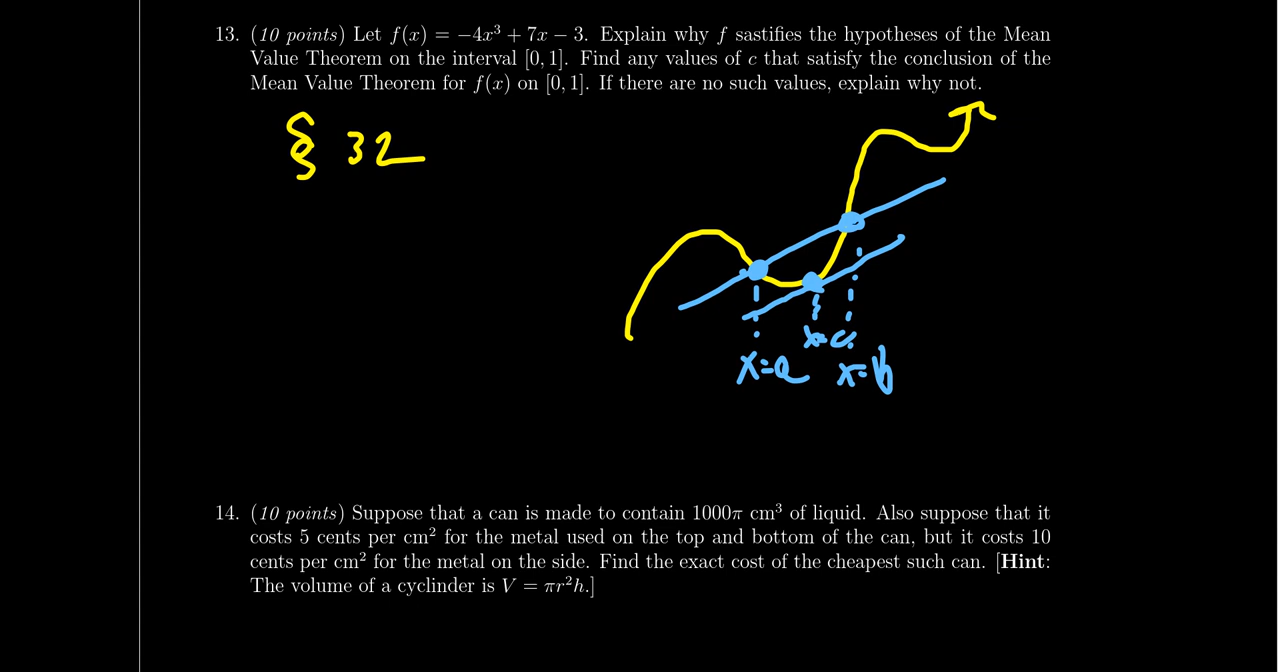 13. (10 points) Let f(x) = −4x³ + 7x − 3. Explain why f sastifies the hypotheses of the Mean
Value Theorem on the interval [0, 1]. Find any values of c that satisfy the conclusion of the
Mean Value Theorem for f(x) on [0, 1]. If there are no such values, explain why not.
§ 32
x=c
x=a x=b
14. (10 points) Suppose that a can is made to contain 1000π cm³ of liquid. Also suppose that it
costs 5 cents per cm² for the metal used on the top and bottom of the can, but it costs 10
cents per cm² for the metal on the side. Find the exact cost of the cheapest such can. [Hint:
The volume of a cyclinder is V = πr²h.]